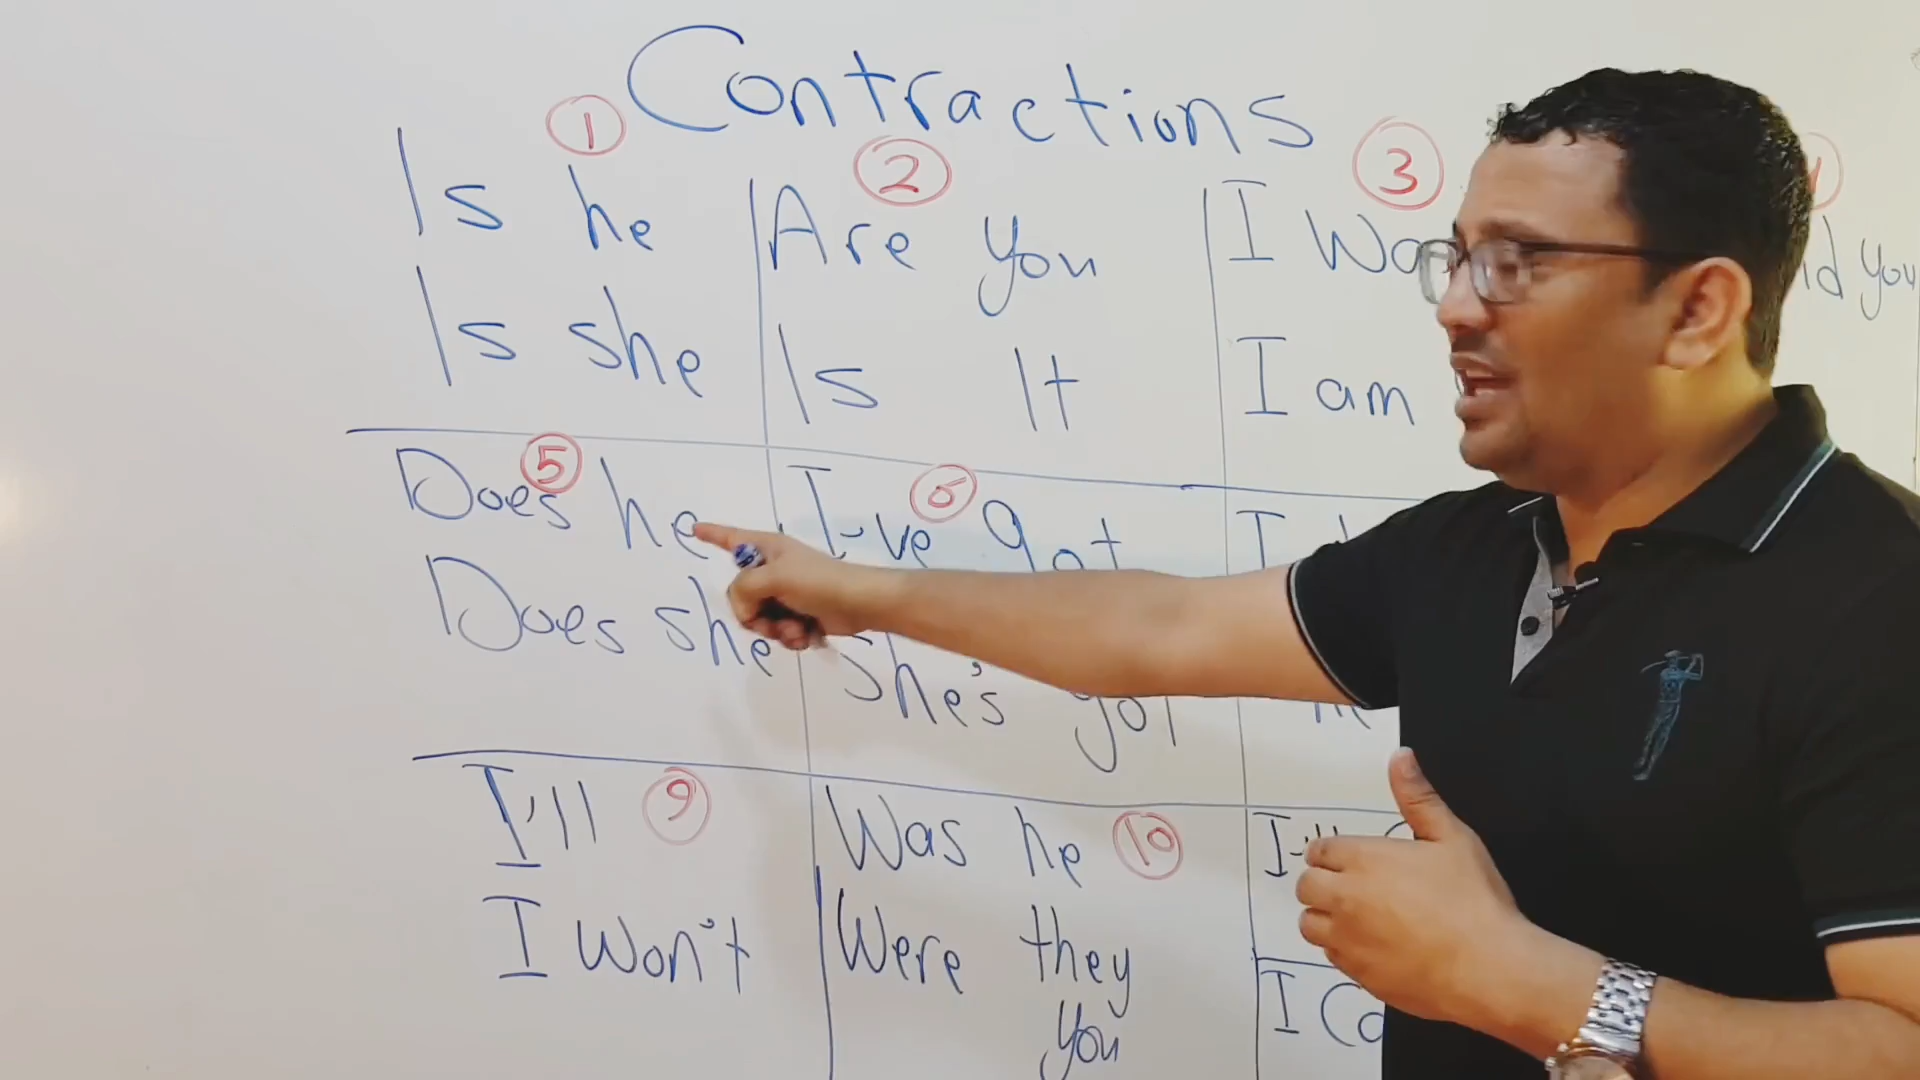 Contractions
1
Is he
Is she
2
Are you
Is It
3
I
I am
you
5
Does he
Does she
6
I've got
She's got
I
9
I'll
I won't
10
Was he
Were they
you
I